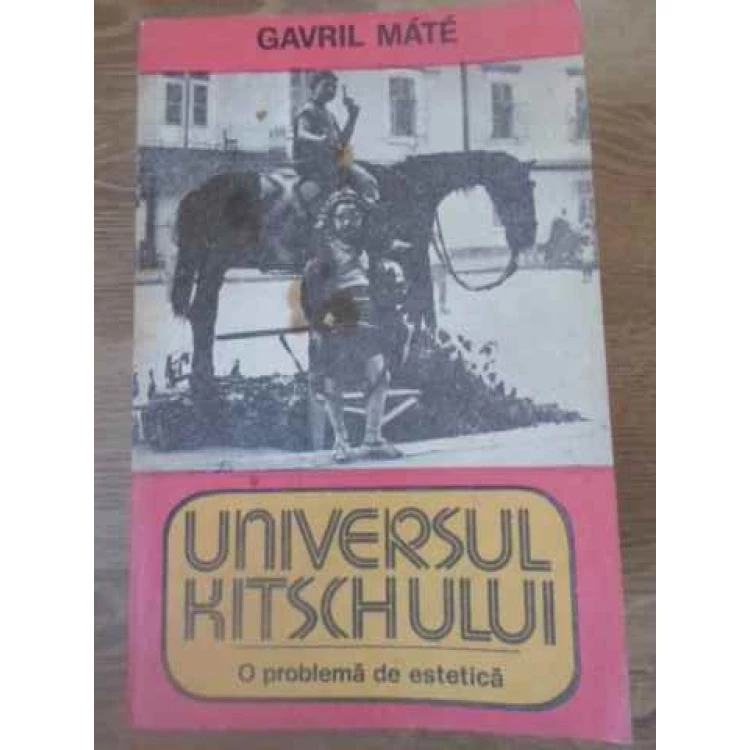 GAVRIL MÁTÉ
UNIVERSUL
KITSCHULUI
O problemă de estetică